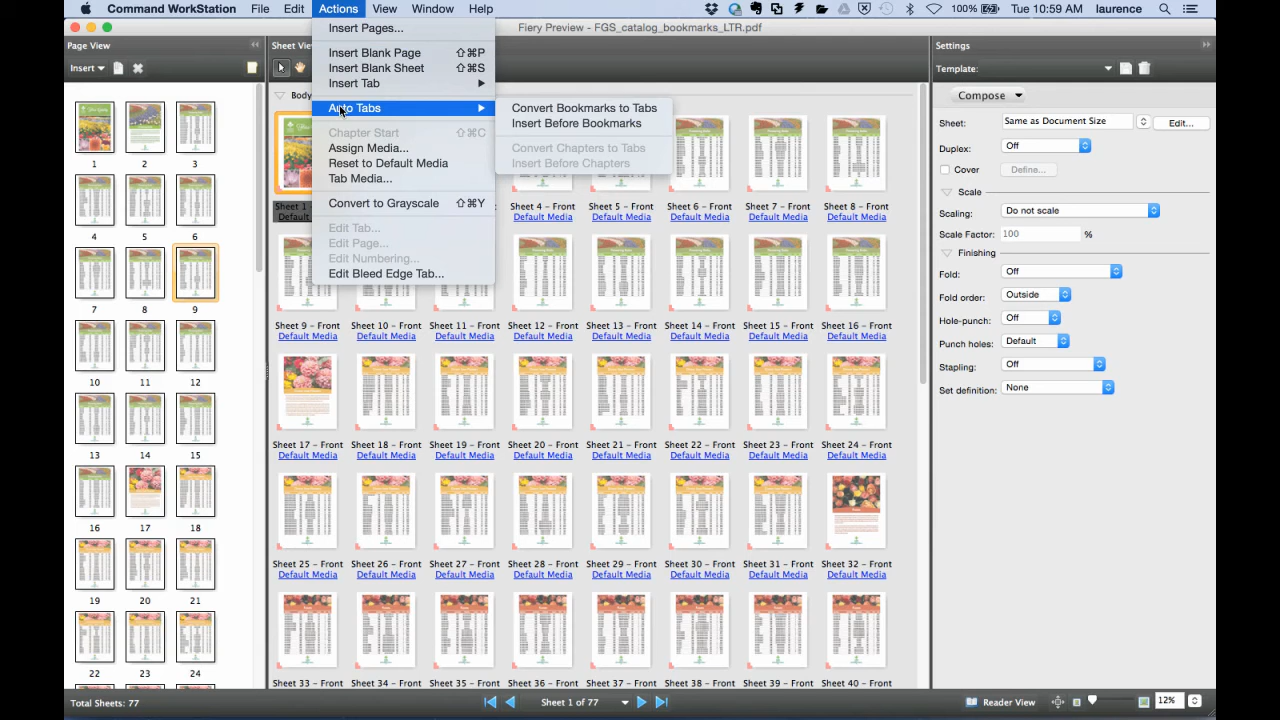 Command WorkStation File Edit Actions View Window Help 100% Tue 10:59 AM laurence
Fiery Preview - FGS_catalog_bookmarks_LTR.pdf
Page View
Insert
1 2 3
4 5 6
7 8 9
10 11 12
13 14 15
16 17 18
19 20 21
22 23 24
Total Sheets: 77
Insert Pages...
Insert Blank Page ⇧⌘P
Insert Blank Sheet ⇧⌘S
Insert Tab
Auto Tabs
Chapter Start ⇧⌘C
Assign Media...
Reset to Default Media
Tab Media...
Convert to Grayscale ⇧⌘Y
Edit Tab...
Edit Page...
Edit Numbering...
Edit Bleed Edge Tab...
Convert Bookmarks to Tabs
Insert Before Bookmarks
Convert Chapters to Tabs
Insert Before Chapters
Sheet View
Body
Sheet 1 Sheet 4 - Front Sheet 5 - Front Sheet 6 - Front Sheet 7 - Front Sheet 8 - Front
Default Default Media Default Media Default Media Default Media Default Media
Sheet 9 - Front Sheet 10 - Front Sheet 11 - Front Sheet 12 - Front Sheet 13 - Front Sheet 14 - Front Sheet 15 - Front Sheet 16 - Front
Default Media Default Media Default Media Default Media Default Media Default Media Default Media Default Media
Sheet 17 - Front Sheet 18 - Front Sheet 19 - Front Sheet 20 - Front Sheet 21 - Front Sheet 22 - Front Sheet 23 - Front Sheet 24 - Front
Default Media Default Media Default Media Default Media Default Media Default Media Default Media Default Media
Sheet 25 - Front Sheet 26 - Front Sheet 27 - Front Sheet 28 - Front Sheet 29 - Front Sheet 30 - Front Sheet 31 - Front Sheet 32 - Front
Default Media Default Media Default Media Default Media Default Media Default Media Default Media Default Media
Sheet 33 - Front Sheet 34 - Front Sheet 35 - Front Sheet 36 - Front Sheet 37 - Front Sheet 38 - Front Sheet 39 - Front Sheet 40 - Front
Sheet 1 of 77
Reader View
12%
Settings
Template:
Compose
Sheet: Same as Document Size Edit...
Duplex: Off
Cover Define...
Scale
Scaling: Do not scale
Scale Factor: 100 %
Finishing
Fold: Off
Fold order: Outside
Hole-punch: Off
Punch holes: Default
Stapling: Off
Set definition: None